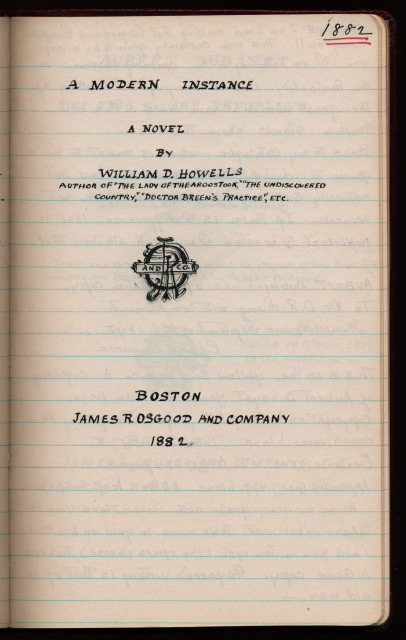 1882
A MODERN INSTANCE
A NOVEL
BY
WILLIAM D. HOWELLS
AUTHOR OF "THE LADY OF THE AROOSTOOK," "THE UNDISCOVERED
COUNTRY," "DOCTOR BREEN'S PRACTICE," ETC.
AND CO.
BOSTON
JAMES R. OSGOOD AND COMPANY
1882.